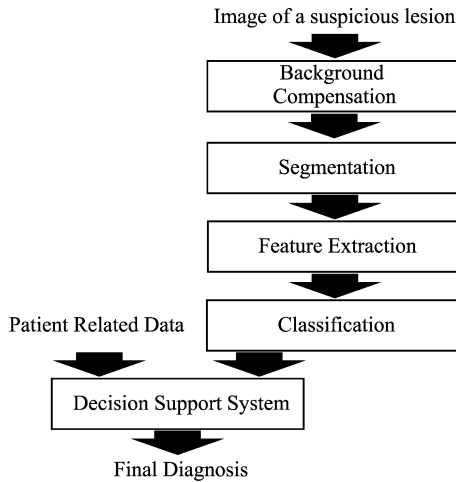 Image of a suspicious lesion
Background
Compensation
Segmentation
Feature Extraction
Patient Related Data
Classification
Decision Support System
Final Diagnosis